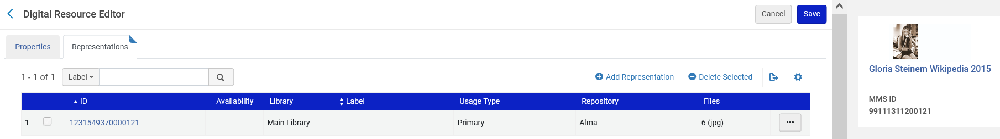 Digital Resource Editor
Cancel
Save
Properties
Representations
1 - 1 of 1
Label
Add Representation
Delete Selected
ID Availability Library Label Usage Type Repository Files
1 1231549370000121 Main Library - Primary Alma 6 (jpg)
Gloria Steinem Wikipedia 2015
MMS ID
99111311200121